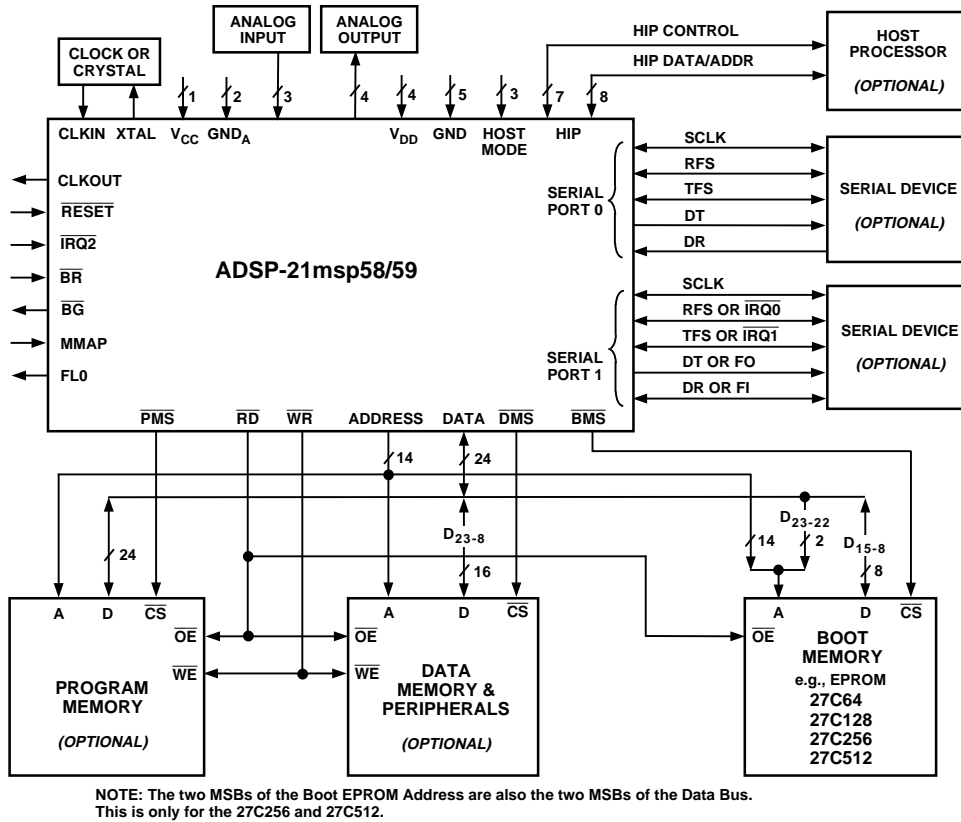 CLOCK OR
CRYSTAL
ANALOG
INPUT
ANALOG
OUTPUT
HIP CONTROL
HIP DATA/ADDR
HOST
PROCESSOR
(OPTIONAL)
1 2 3 4 4 5 3 7 8
CLKIN XTAL VCC GNDA VDD GND HOST MODE HIP
CLKOUT
RESET
IRQ2
BR
BG
MMAP
FL0
ADSP-21msp58/59
SERIAL
PORT 0
SCLK
RFS
TFS
DT
DR
SERIAL DEVICE
(OPTIONAL)
SERIAL
PORT 1
SCLK
RFS OR IRQ0
TFS OR IRQ1
DT OR FO
DR OR FI
SERIAL DEVICE
(OPTIONAL)
PMS RD WR ADDRESS DATA DMS BMS
14 24
24
D23-8
16
14
D23-22
2
D15-8
8
A D CS
OE
WE
PROGRAM
MEMORY
(OPTIONAL)
A D CS
OE
WE
DATA
MEMORY &
PERIPHERALS
(OPTIONAL)
A D CS
OE
BOOT
MEMORY
e.g., EPROM
27C64
27C128
27C256
27C512
NOTE: The two MSBs of the Boot EPROM Address are also the two MSBs of the Data Bus.
This is only for the 27C256 and 27C512.